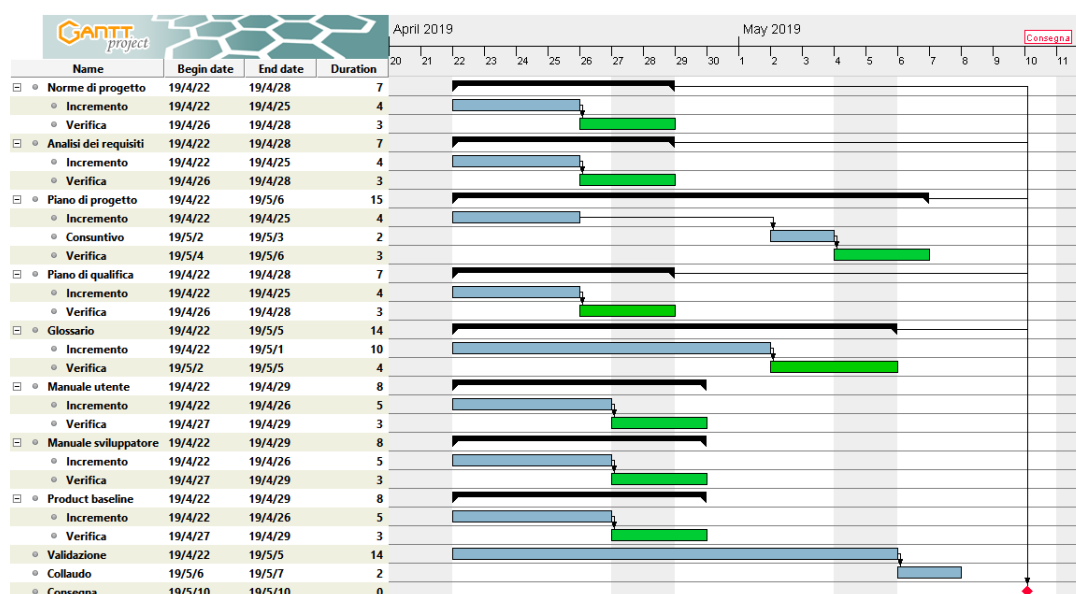 GANTT project
April 2019 May 2019
Consegna
20 21 22 23 24 25 26 27 28 29 30 1 2 3 4 5 6 7 8 9 10 11
Name Begin date End date Duration
Norme di progetto 19/4/22 19/4/28 7
Incremento 19/4/22 19/4/25 4
Verifica 19/4/26 19/4/28 3
Analisi dei requisiti 19/4/22 19/4/28 7
Incremento 19/4/22 19/4/25 4
Verifica 19/4/26 19/4/28 3
Piano di progetto 19/4/22 19/5/6 15
Incremento 19/4/22 19/4/25 4
Consuntivo 19/5/2 19/5/3 2
Verifica 19/5/4 19/5/6 3
Piano di qualifica 19/4/22 19/4/28 7
Incremento 19/4/22 19/4/25 4
Verifica 19/4/26 19/4/28 3
Glossario 19/4/22 19/5/5 14
Incremento 19/4/22 19/5/1 10
Verifica 19/5/2 19/5/5 4
Manuale utente 19/4/22 19/4/29 8
Incremento 19/4/22 19/4/26 5
Verifica 19/4/27 19/4/29 3
Manuale sviluppatore 19/4/22 19/4/29 8
Incremento 19/4/22 19/4/26 5
Verifica 19/4/27 19/4/29 3
Product baseline 19/4/22 19/4/29 8
Incremento 19/4/22 19/4/26 5
Verifica 19/4/27 19/4/29 3
Validazione 19/4/22 19/5/5 14
Collaudo 19/5/6 19/5/7 2
Consegna 19/5/10 19/5/10 0